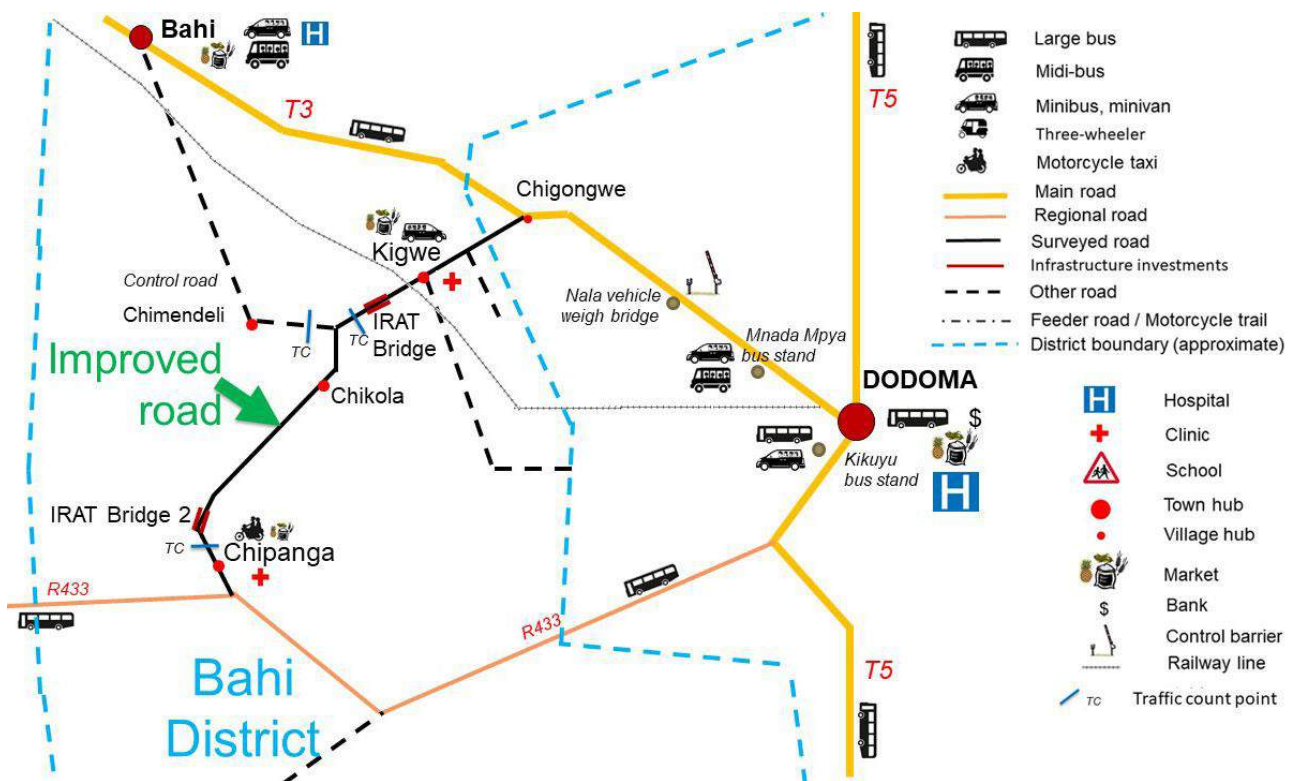 Bahi
H
T3
T5
Chigongwe
Kigwe
Control road
Chimendeli
TC
TC
IRAT
Bridge
Improved
road
Chikola
Nala vehicle
weigh bridge
Mnada Mpya
bus stand
DODOMA
$
Kikuyu
bus stand
H
IRAT Bridge 2
TC
Chipanga
R433
R433
Bahi
District
T5
Large bus
Midi-bus
Minibus, minivan
Three-wheeler
Motorcycle taxi
Main road
Regional road
Surveyed road
Infrastructure investments
Other road
Feeder road / Motorcycle trail
District boundary (approximate)
H Hospital
Clinic
School
Town hub
Village hub
Market
$ Bank
Control barrier
Railway line
TC Traffic count point